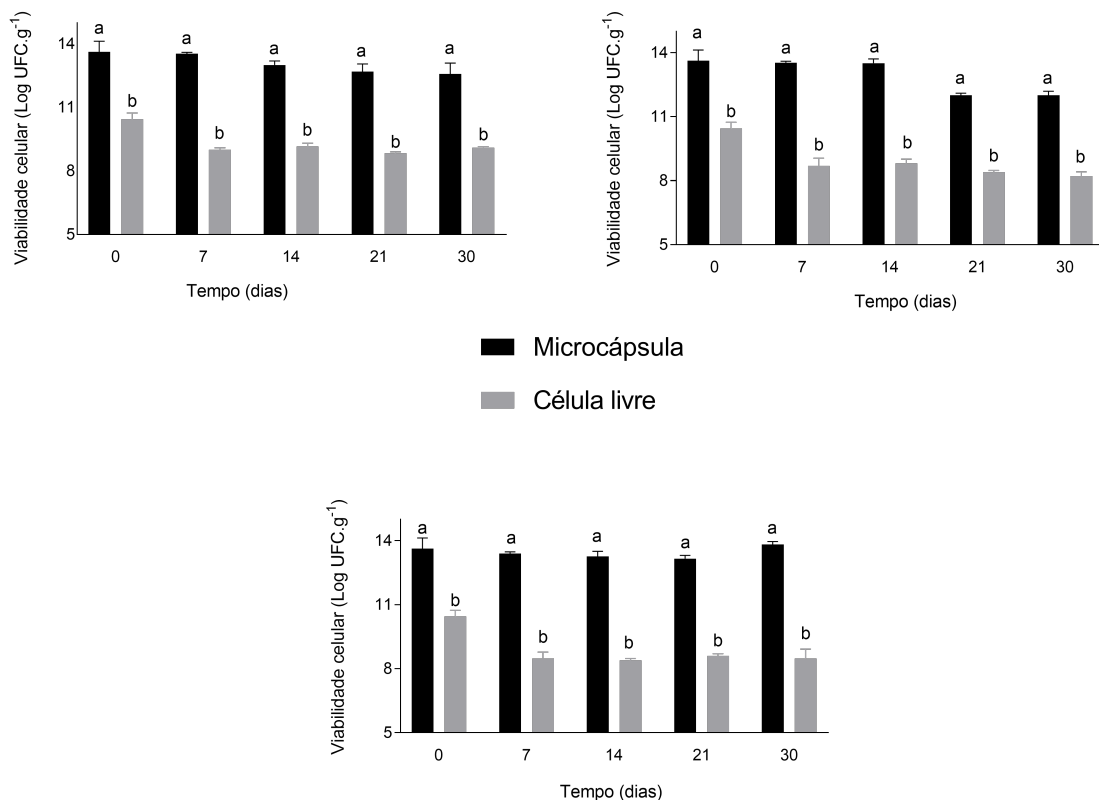 Viabilidade celular (Log UFC.g⁻¹)
14
11
8
5
a
b
a
b
a
b
a
b
a
b
0 7 14 21 30
Tempo (dias)
Viabilidade celular (Log UFC.g⁻¹)
14
11
8
5
a
b
a
b
a
b
a
b
a
b
0 7 14 21 30
Tempo (dias)
Microcápsula
Célula livre
Viabilidade celular (Log UFC.g⁻¹)
14
11
8
5
a
b
a
b
a
b
a
b
a
b
0 7 14 21 30
Tempo (dias)